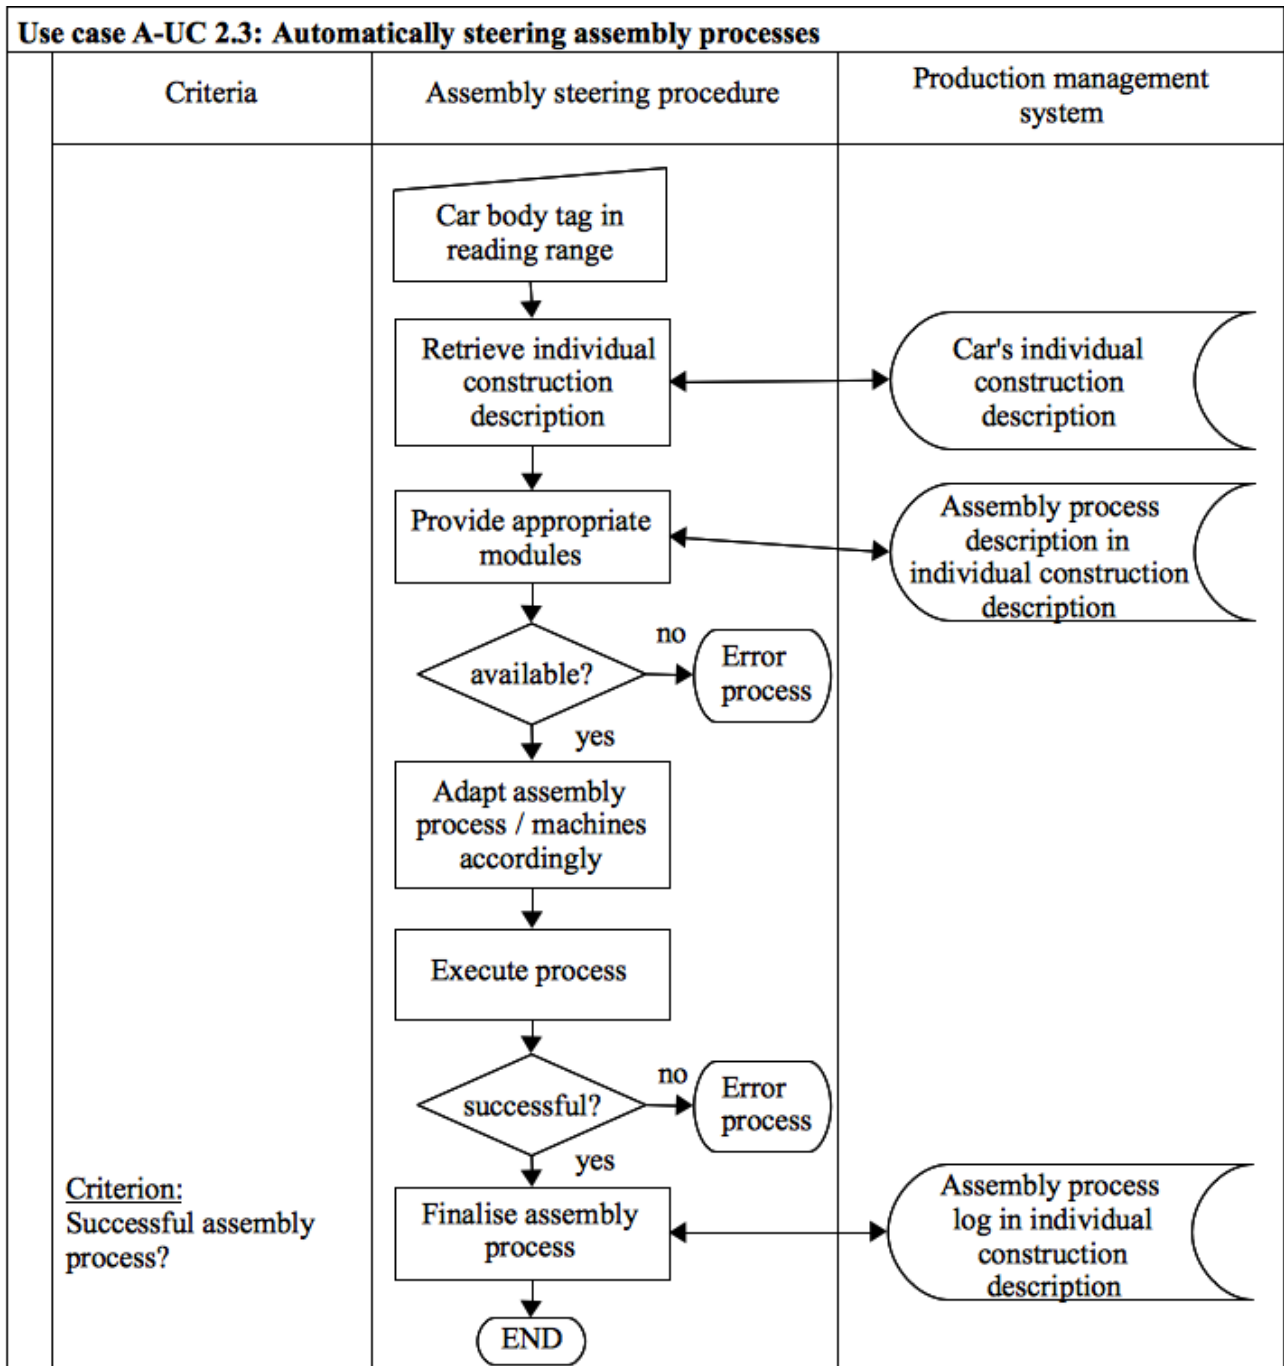 Use case A-UC 2.3: Automatically steering assembly processes
Criteria
Assembly steering procedure
Production management
system
Car body tag in
reading range
Retrieve individual
construction
description
Car's individual
construction
description
Provide appropriate
modules
Assembly process
description in
individual construction
description
available?
no
Error
process
yes
Adapt assembly
process / machines
accordingly
Execute process
successful?
no
Error
process
yes
Criterion:
Successful assembly
process?
Finalise assembly
process
Assembly process
log in individual
construction
description
END